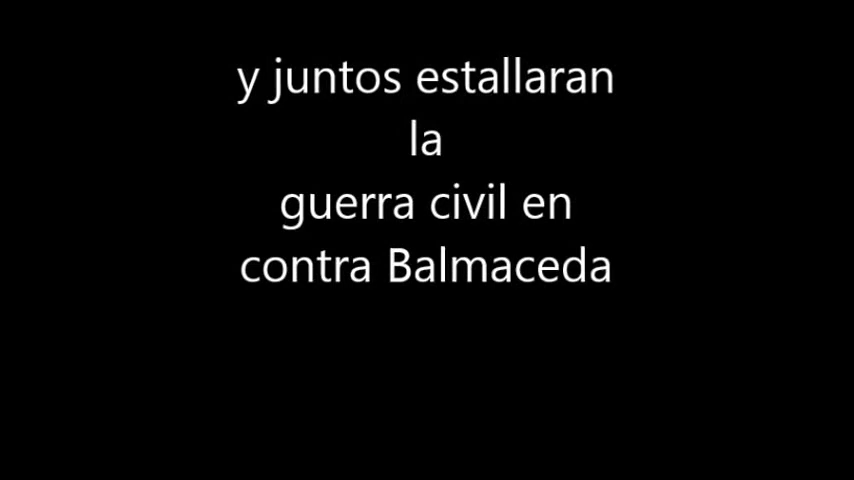 y juntos estallaran
la
guerra civil en
contra Balmaceda